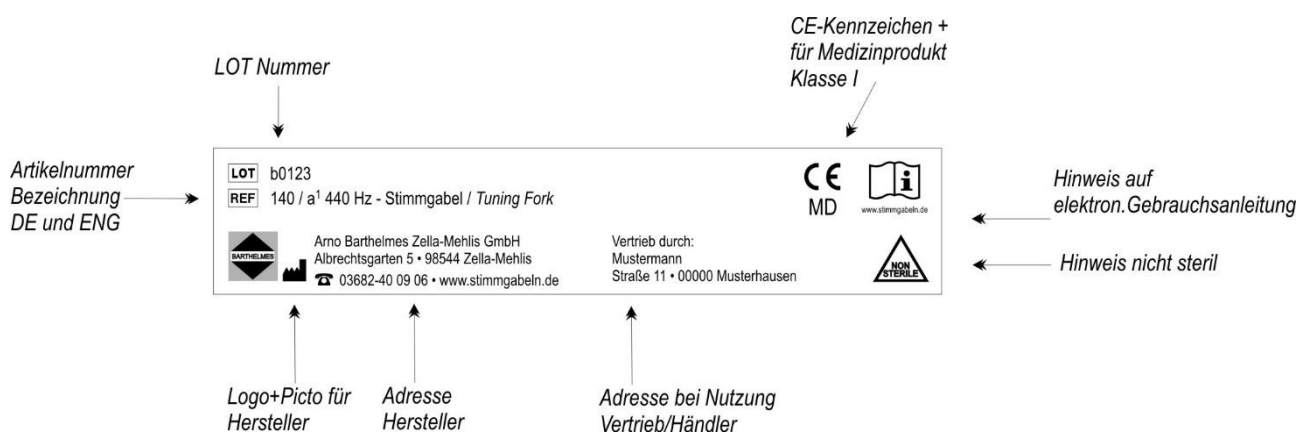 CE-Kennzeichen +
für Medizinprodukt
Klasse I
LOT Nummer
Artikelnummer
Bezeichnung
DE und ENG
LOT b0123
REF 140 / a¹ 440 Hz - Stimmgabel / Tuning Fork
CE
MD
i
www.stimmgabeln.de
Hinweis auf
elektron.Gebrauchsanleitung
BARTHELMES
Arno Barthelmes Zella-Mehlis GmbH
Albrechtsgarten 5 • 98544 Zella-Mehlis
☎ 03682-40 09 06 • www.stimmgabeln.de
Vertrieb durch:
Mustermann
Straße 11 • 00000 Musterhausen
NON
STERILE
Hinweis nicht steril
Logo+Picto für
Hersteller
Adresse
Hersteller
Adresse bei Nutzung
Vertrieb/Händler